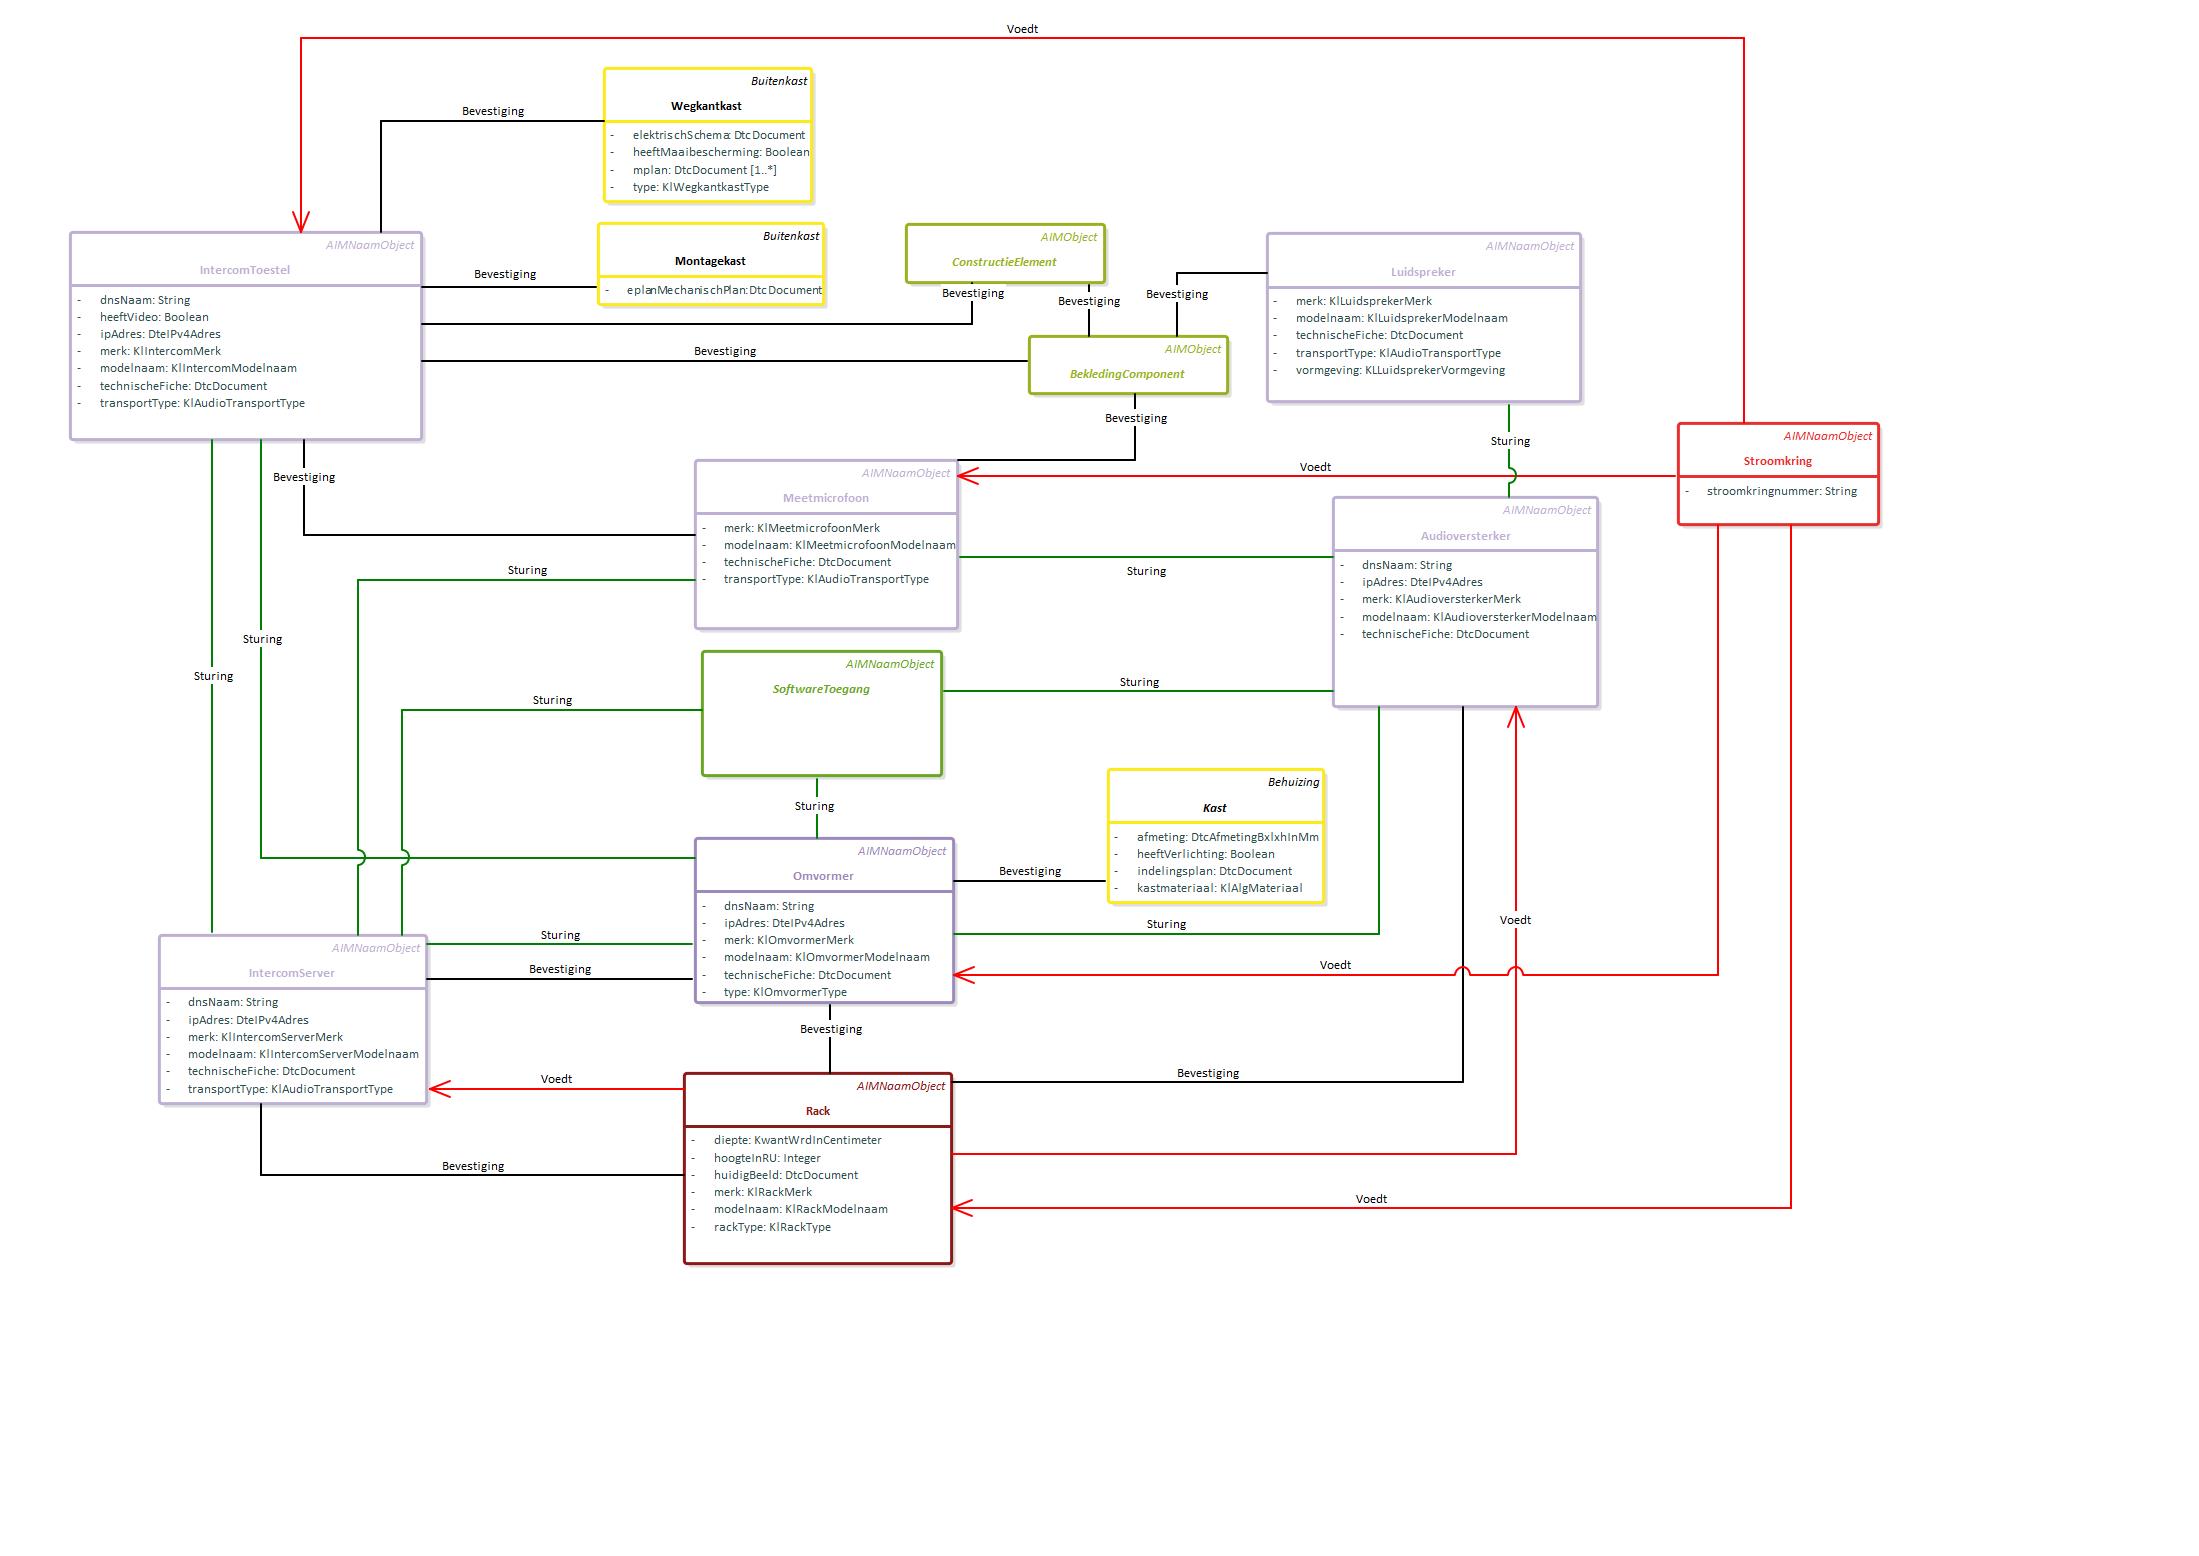 Voedt
Buitenkast
Wegkantkast
- elektrischSchema: DtcDocument
- heeftMaaibescherming: Boolean
- mplan: DtcDocument [1..*]
- type: KlWegkantkastType
Bevestiging
Buitenkast
Montagekast
- eplanMechanischPlan:DtcDocument
Bevestiging
AIMObject
ConstructieElement
Bevestiging
Bevestiging
Bevestiging
AIMNaamObject
IntercomToestel
- dnsNaam: String
- heeftVideo: Boolean
- ipAdres: DteIPv4Adres
- merk: KlIntercomMerk
- modelnaam: KlIntercomModelnaam
- technischeFiche: DtcDocument
- transportType: KlAudioTransportType
AIMNaamObject
Luidspreker
- merk: KlLuidsprekerMerk
- modelnaam: KlLuidsprekerModelnaam
- technischeFiche: DtcDocument
- transportType: KlAudioTransportType
- vormgeving: KLLuidsprekerVormgeving
Bevestiging
AIMObject
BekledingComponent
Bevestiging
Sturing
AIMNaamObject
Stroomkring
- stroomkringnummer: String
Voedt
Bevestiging
AIMNaamObject
Meetmicrofoon
- merk: KlMeetmicrofoonMerk
- modelnaam: KlMeetmicrofoonModelnaam
- technischeFiche: DtcDocument
- transportType: KlAudioTransportType
AIMNaamObject
Audioversterker
- dnsNaam: String
- ipAdres: DteIPv4Adres
- merk: KlAudioversterkerMerk
- modelnaam: KlAudioversterkerModelnaam
- technischeFiche: DtcDocument
Sturing
Sturing
Sturing
Sturing
AIMNaamObject
SoftwareToegang
Sturing
Sturing
Sturing
Behuizing
Kast
- afmeting: DtcAfmetingBxlxhInMm
- heeftVerlichting: Boolean
- indelingsplan: DtcDocument
- kastmateriaal: KlAlgMateriaal
AIMNaamObject
Omvormer
- dnsNaam: String
- ipAdres: DteIPv4Adres
- merk: KlOmvormerMerk
- modelnaam: KlOmvormerModelnaam
- technischeFiche: DtcDocument
- type: KlOmvormerType
Bevestiging
Sturing
Voedt
Voedt
Sturing
Bevestiging
AIMNaamObject
IntercomServer
- dnsNaam: String
- ipAdres: DteIPv4Adres
- merk: KlIntercomServerMerk
- modelnaam: KlIntercomServerModelnaam
- technischeFiche: DtcDocument
- transportType: KlAudioTransportType
Bevestiging
Voedt
Bevestiging
AIMNaamObject
Rack
- diepte: KwantWrdInCentimeter
- hoogteInRU: Integer
- huidigBeeld: DtcDocument
- merk: KlRackMerk
- modelnaam: KlRackModelnaam
- rackType: KlRackType
Bevestiging
Voedt